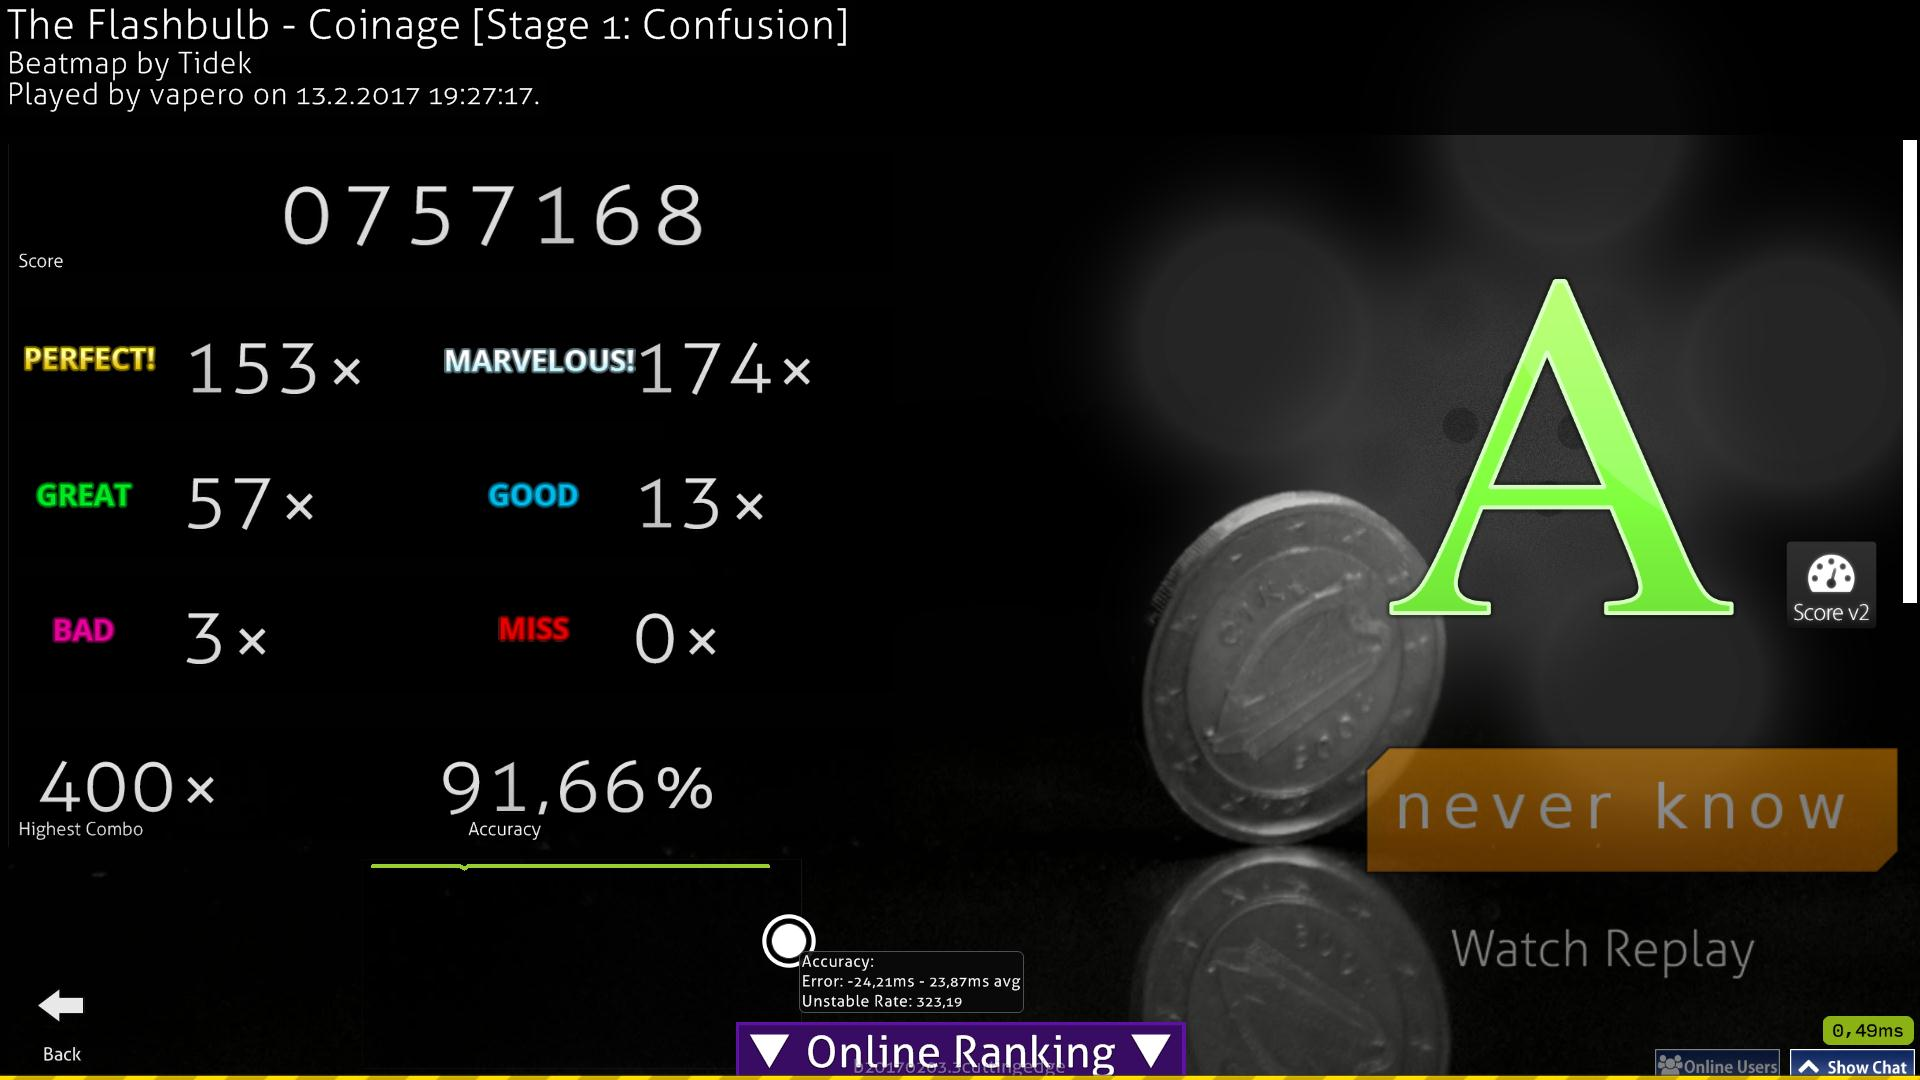 The Flashbulb - Coinage [Stage 1: Confusion]
Beatmap by Tidek
Played by vapero on 13.2.2017 19:27:17.
0757168
Score
PERFECT! 153× MARVELOUS! 174×
GREAT 57× GOOD 13×
BAD 3× MISS 0×
400× 91,66%
Highest Combo Accuracy
A
Score v2
never know
Watch Replay
Accuracy:
Error: -24,21ms - 23,87ms avg
Unstable Rate: 323,19
Back
▼ Online Ranking ▼
b20170203.3cuttingedge
0,49ms
Online Users
Show Chat